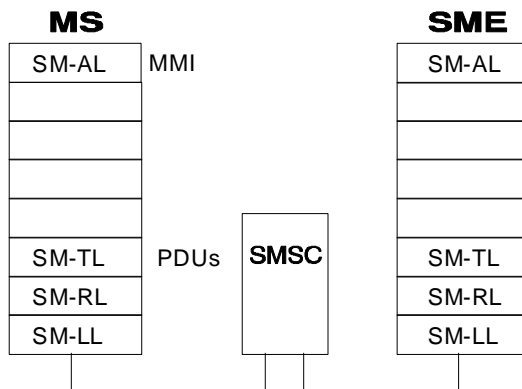 MS SME
SM-AL MMI SM-AL
SM-TL PDUs SMSC SM-TL
SM-RL SM-RL
SM-LL SM-LL